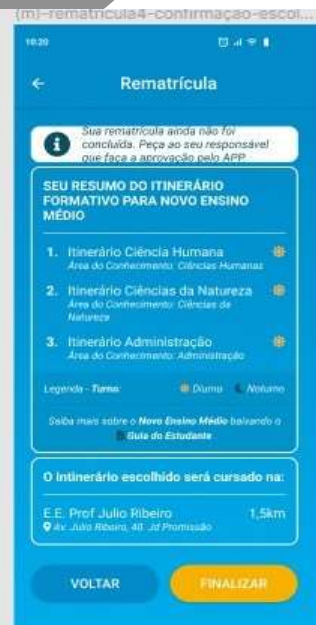 (m)-rematrícula4-confirmação-escol...
10:20
Rematrícula
Sua rematrícula ainda não foi
concluída. Peça ao seu responsável
que faça a aprovação pelo APP.
SEU RESUMO DO ITINERÁRIO
FORMATIVO PARA NOVO ENSINO
MÉDIO
1. Itinerário Ciência Humana
Área do Conhecimento: Ciências Humanas
2. Itinerário Ciências da Natureza
Área do Conhecimento: Ciências da
Natureza
3. Itinerário Administração
Área do Conhecimento: Administração
Legenda - Turno: Diurno Noturno
Saiba mais sobre o Novo Ensino Médio baixando o
Guia do Estudante
O Intinerário escolhido será cursado na:
E.E. Prof Julio Ribeiro 1,5km
Av. Julio Ribeiro, 40. Jd Promissão
VOLTAR FINALIZAR